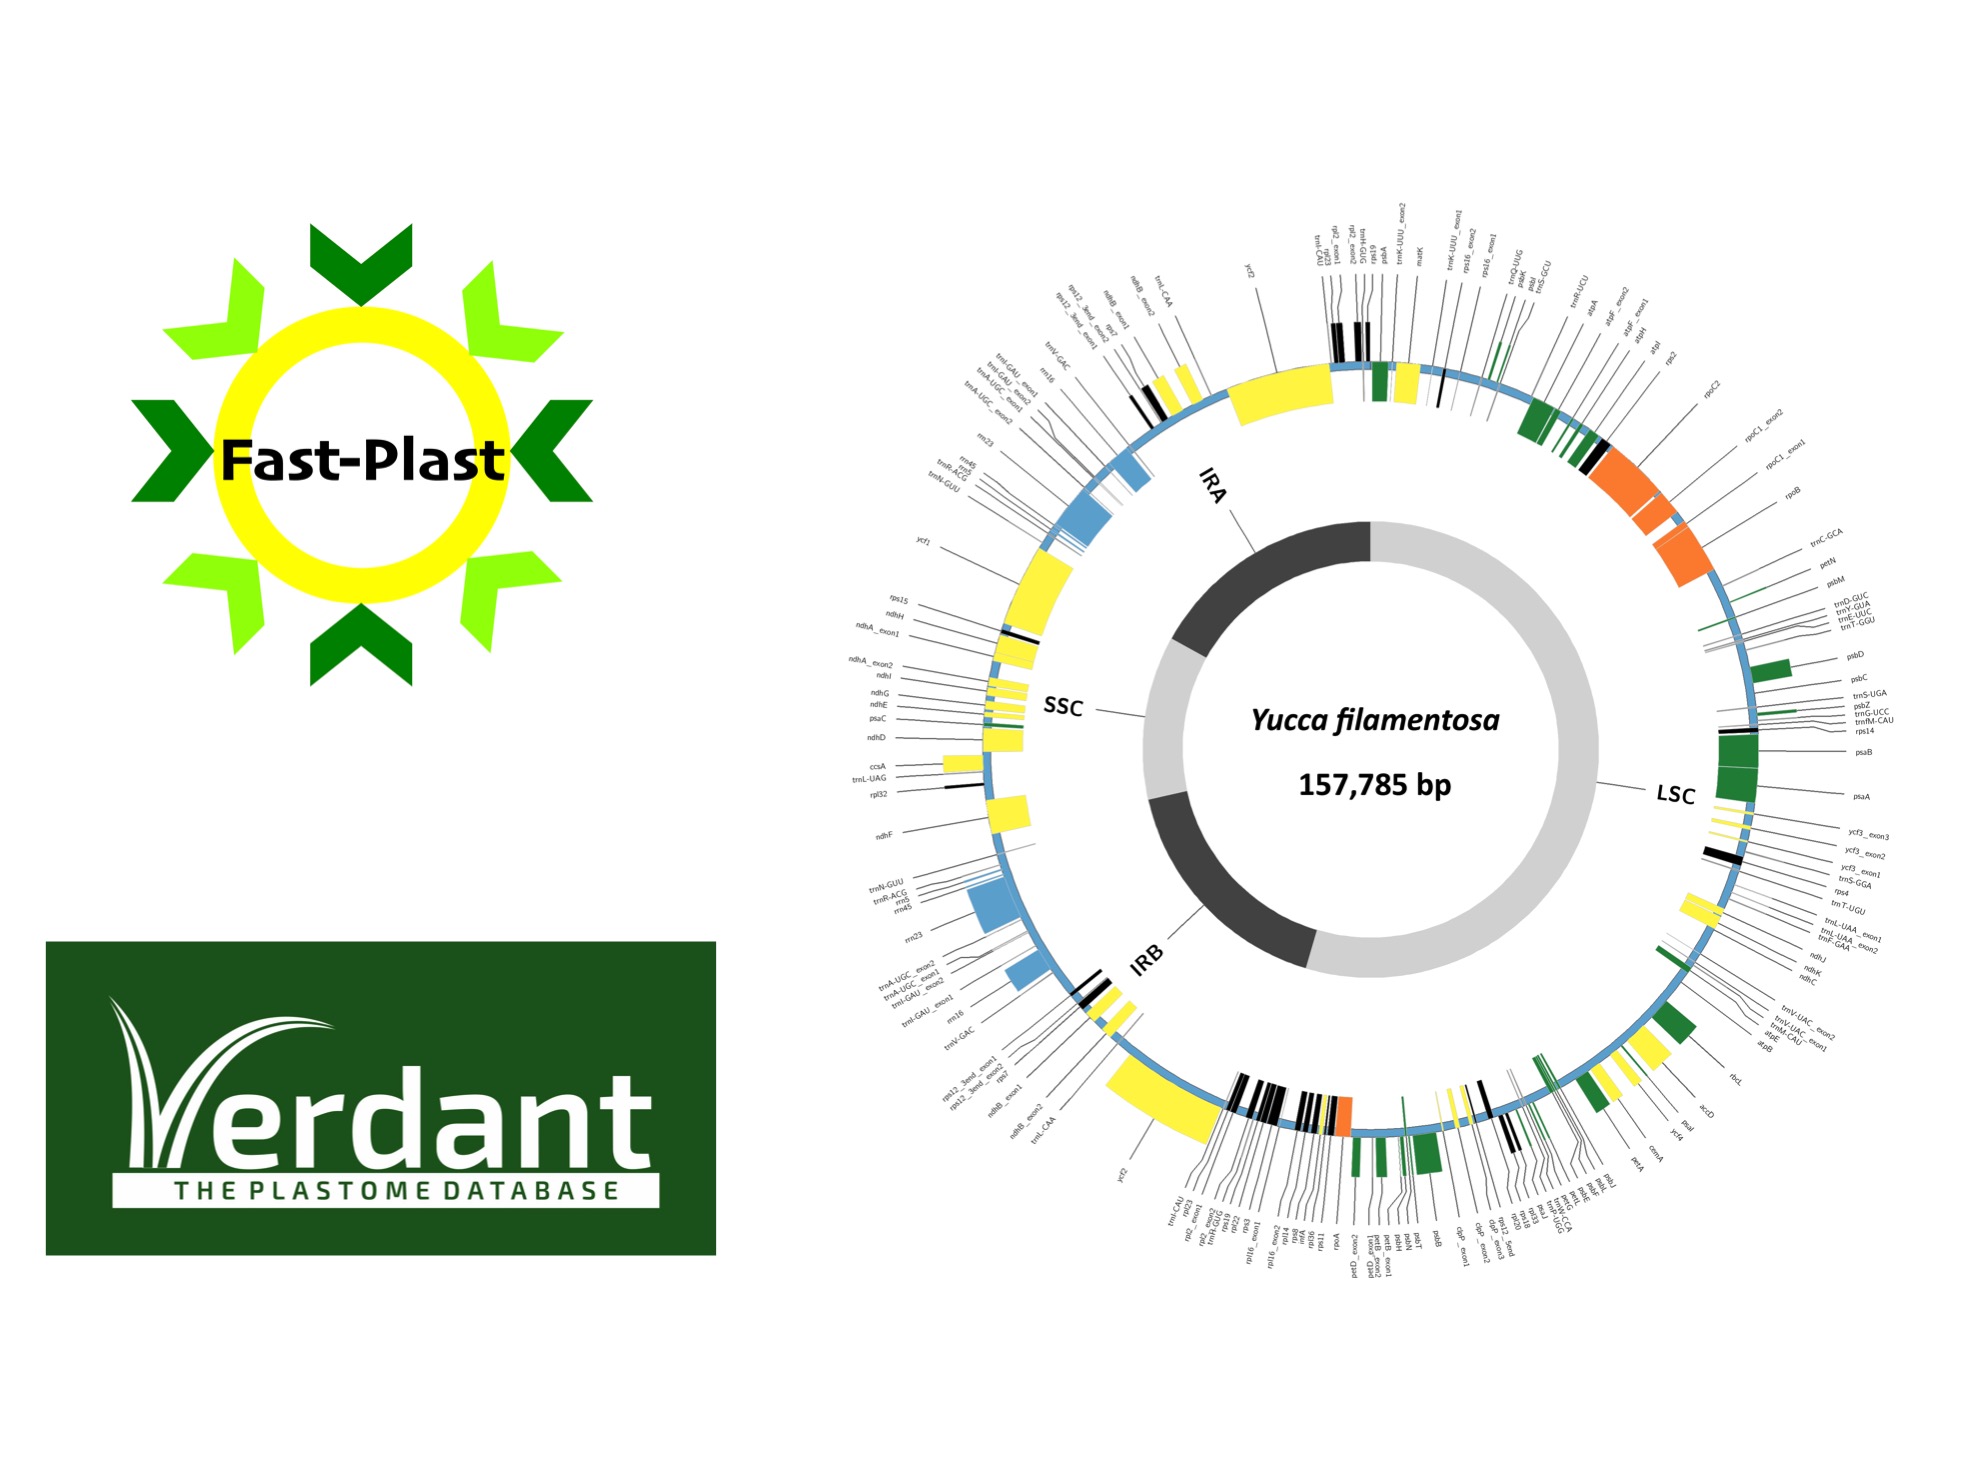 Fast-Plast
Verdant
THE PLASTOME DATABASE
Yucca filamentosa
157,785 bp
IRA
SSC
IRB
LSC
trnI-CAU
rpl23
rpl2_exon1
rpl2_exon2
trnH-GUG
rps19
psbA
trnK-UUU_exon2
matK
trnK-UUU_exon1
rps16_exon2
rps16_exon1
trnQ-UUG
psbK
psbI
trnS-GCU
trnR-UCU
atpA
atpF_exon2
atpF_exon1
atpH
atpI
rps2
rpoC2
rpoC1_exon2
rpoC1_exon1
rpoB
trnC-GCA
petN
psbM
trnD-GUC
trnY-GUA
trnE-UUC
trnT-GGU
psbD
psbC
trnS-UGA
psbZ
trnG-UCC
trnfM-CAU
rps14
psaB
psaA
ycf3_exon3
ycf3_exon2
ycf3_exon1
trnS-GGA
rps4
trnT-UGU
trnL-UAA_exon1
trnL-UAA_exon2
trnF-GAA
ndhJ
ndhK
ndhC
trnV-UAC_exon2
trnV-UAC_exon1
trnM-CAU
atpE
atpB
rbcL
accD
psaI
ycf4
cemA
petA
psbJ
psbL
psbF
psbE
petL
petG
trnW-CCA
trnP-UGG
psaJ
rpl33
rps18
rpl20
rps12_5end
clpP_exon3
clpP_exon2
clpP_exon1
psbB
psbT
psbN
psbH
petB_exon1
petB_exon2
petD_exon1
petD_exon2
rpoA
rps11
rpl36
infA
rps8
rpl14
rpl16_exon2
rpl16_exon1
rps3
rpl22
rps19
trnH-GUG
rpl2_exon2
rpl2_exon1
rpl23
trnI-CAU
ycf2
trnL-CAA
ndhB_exon2
ndhB_exon1
rps7
rps12_3end_exon2
rps12_3end_exon1
trnV-GAC
rrn16
trnI-GAU_exon1
trnI-GAU_exon2
trnA-UGC_exon1
trnA-UGC_exon2
rrn23
rrn45
rrn5
trnR-ACG
trnN-GUU
ndhF
rpl32
trnL-UAG
ccsA
ndhD
psaC
ndhE
ndhG
ndhI
ndhA_exon2
ndhA_exon1
ndhH
rps15
ycf1
trnN-GUU
trnR-ACG
rrn5
rrn45
rrn23
trnA-UGC_exon2
trnA-UGC_exon1
trnI-GAU_exon2
trnI-GAU_exon1
rrn16
trnV-GAC
rps12_3end_exon1
rps12_3end_exon2
rps7
ndhB_exon1
ndhB_exon2
trnL-CAA
ycf2